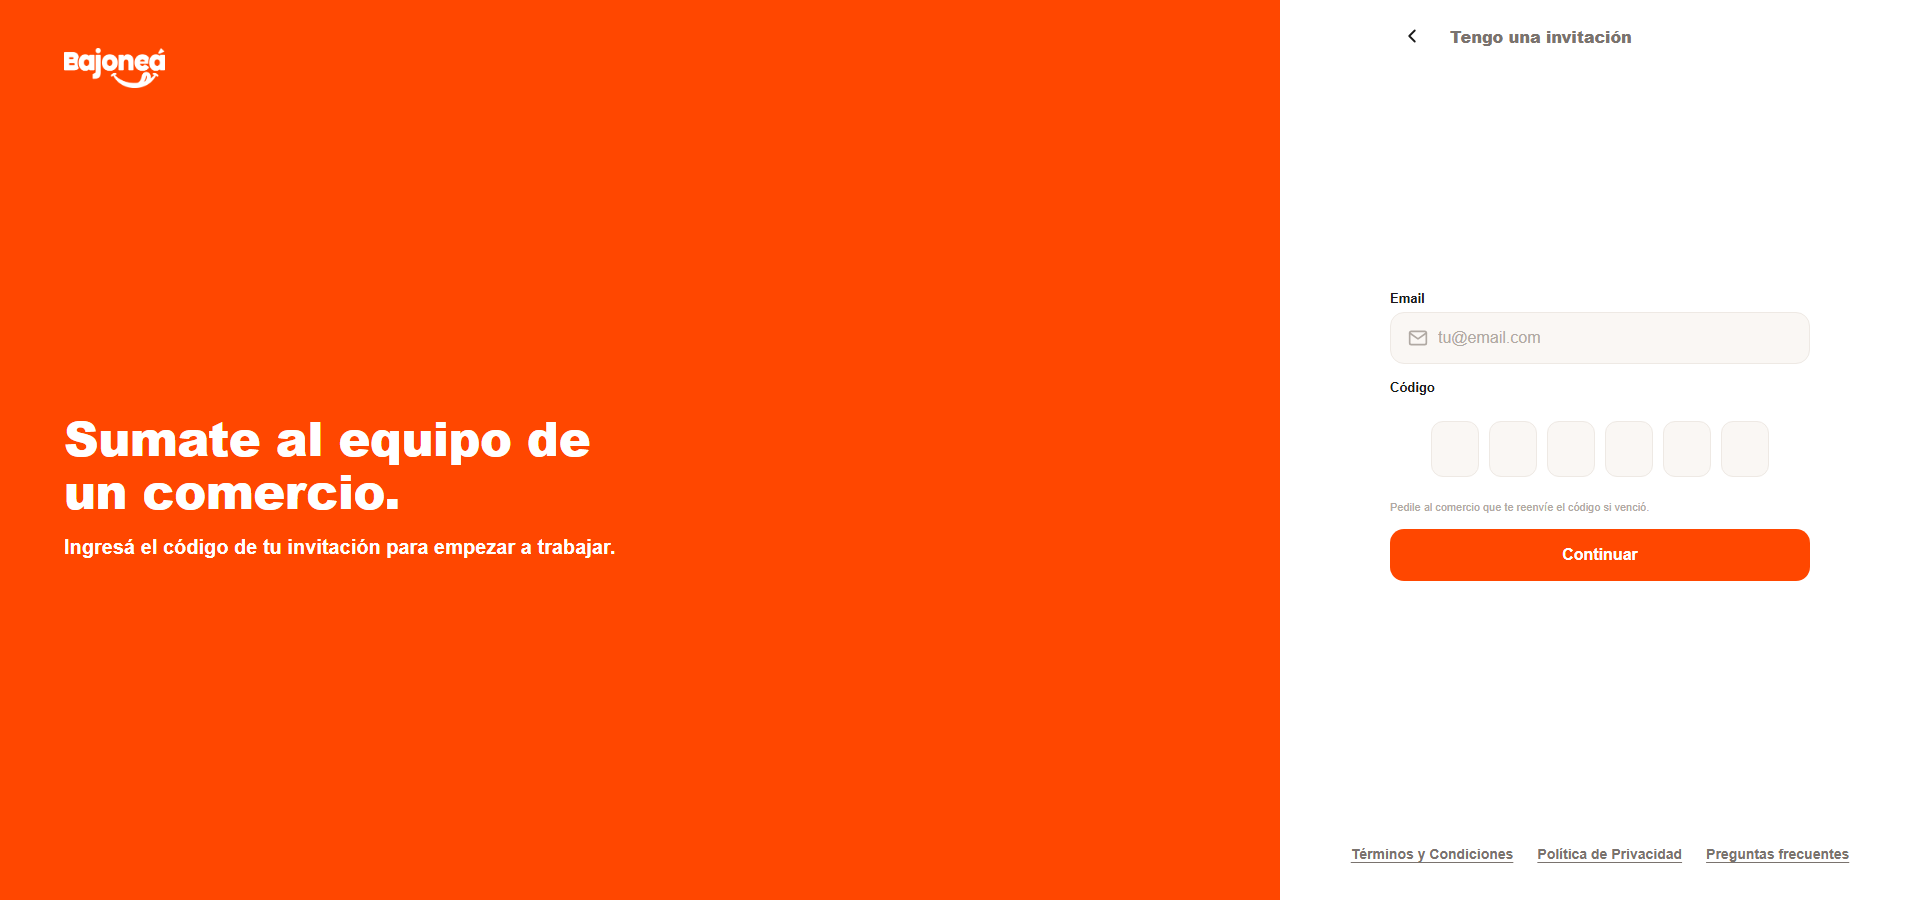 Bajoneá
Sumate al equipo de
un comercio.
Ingresá el código de tu invitación para empezar a trabajar.
Tengo una invitación
Email
tu@email.com
Código
Pedile al comercio que te reenvíe el código si venció.
Continuar
Términos y Condiciones Política de Privacidad Preguntas frecuentes